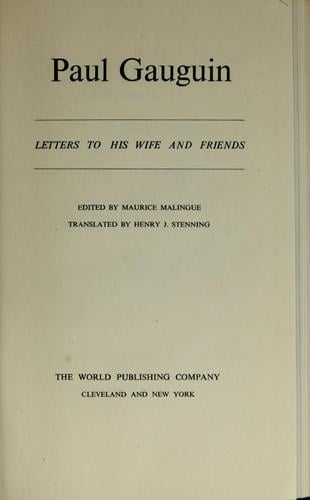 Paul Gauguin
LETTERS TO HIS WIFE AND FRIENDS
EDITED BY MAURICE MALINGUE
TRANSLATED BY HENRY J. STENNING
THE WORLD PUBLISHING COMPANY
CLEVELAND AND NEW YORK